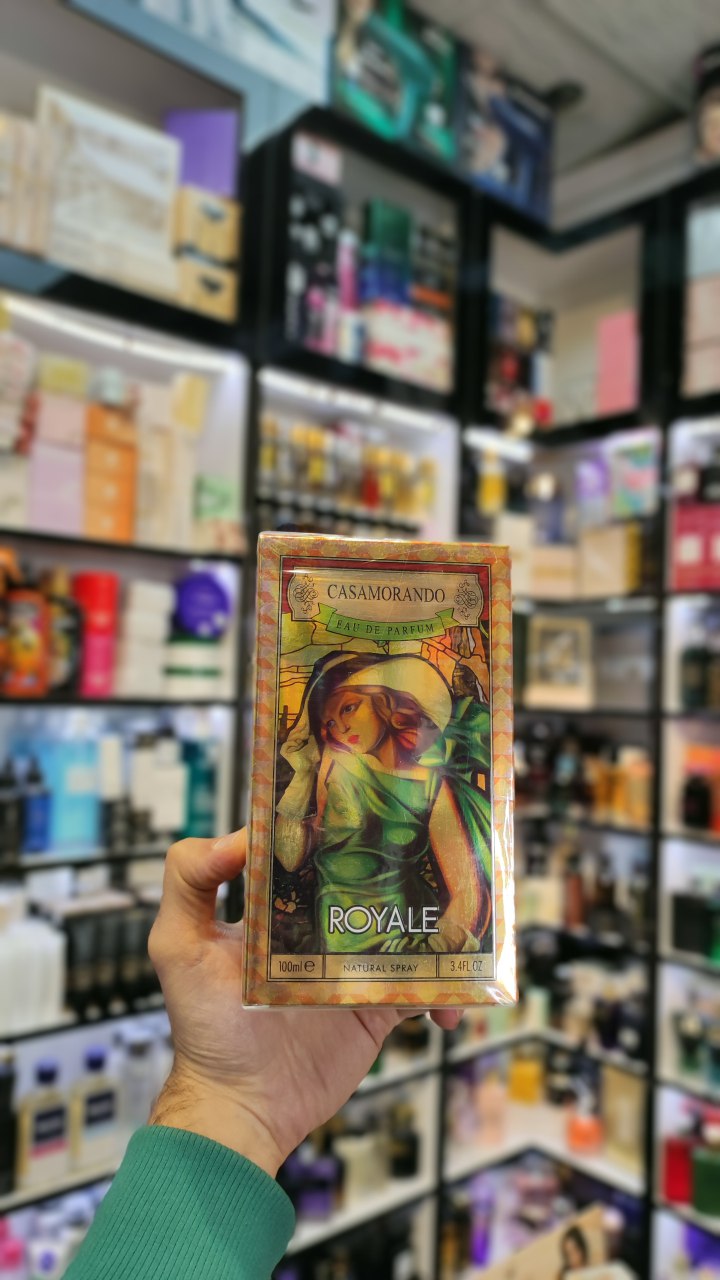 CASAMORANDO
EAU DE PARFUM
ROYALE
100ml ℮ NATURAL SPRAY 3.4FL.OZ